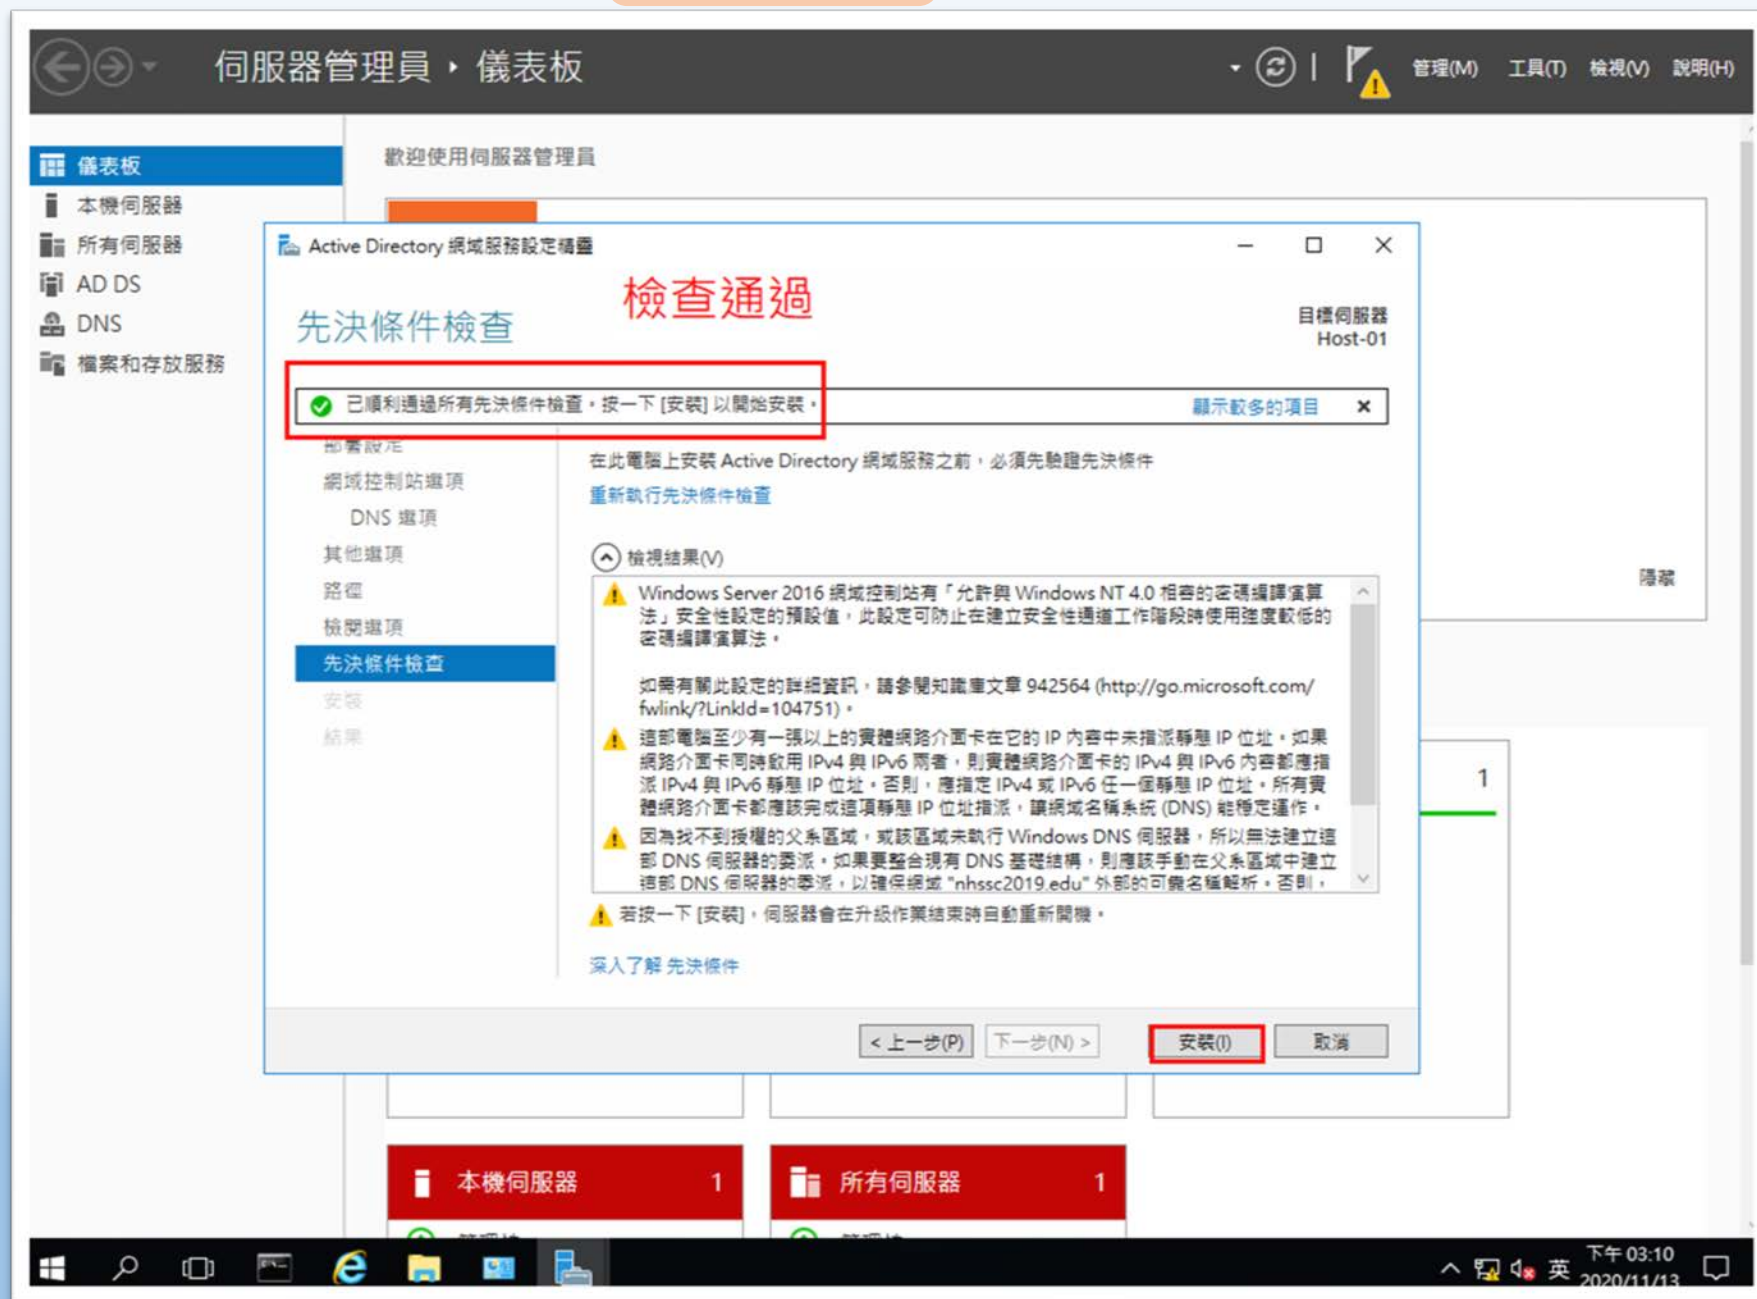 伺服器管理員 ‣ 儀表板
管理(M) 工具(T) 檢視(V) 說明(H)
儀表板
本機伺服器
所有伺服器
AD DS
DNS
檔案和存放服務
歡迎使用伺服器管理員
隱藏
Active Directory 網域服務設定精靈
檢查通過
先決條件檢查
目標伺服器
Host-01
已順利通過所有先決條件檢查。按一下 [安裝] 以開始安裝。
顯示較多的項目
部署設定
網域控制站選項
DNS 選項
其他選項
路徑
檢閱選項
先決條件檢查
安裝
結果
在此電腦上安裝 Active Directory 網域服務之前，必須先驗證先決條件
重新執行先決條件檢查
檢視結果(V)
Windows Server 2016 網域控制站有「允許與 Windows NT 4.0 相容的密碼編譯演算
法」安全性設定的預設值，此設定可防止在建立安全性通道工作階段時使用強度較低的
密碼編譯演算法。
如需有關此設定的詳細資訊，請參閱知識庫文章 942564 (http://go.microsoft.com/
fwlink/?LinkId=104751)。
這部電腦至少有一張以上的實體網路介面卡在它的 IP 內容中未指派靜態 IP 位址。如果
網路介面卡同時啟用 IPv4 與 IPv6 兩者，則實體網路介面卡的 IPv4 與 IPv6 內容都應指
派 IPv4 與 IPv6 靜態 IP 位址。否則，應指定 IPv4 或 IPv6 任一個靜態 IP 位址。所有實
體網路介面卡都應該完成這項靜態 IP 位址指派，讓網域名稱系統 (DNS) 能穩定運作。
因為找不到授權的父系區域，或該區域未執行 Windows DNS 伺服器，所以無法建立這
部 DNS 伺服器的委派。如果要整合現有 DNS 基礎結構，則應該手動在父系區域中建立
這部 DNS 伺服器的委派，以確保網域 "nhssc2019.edu" 外部的可靠名稱解析。否則，
若按一下 [安裝]，伺服器會在升級作業結束時自動重新開機。
深入了解 先決條件
< 上一步(P) 下一步(N) > 安裝(I) 取消
1
本機伺服器 1
所有伺服器 1
英
下午 03:10
2020/11/13